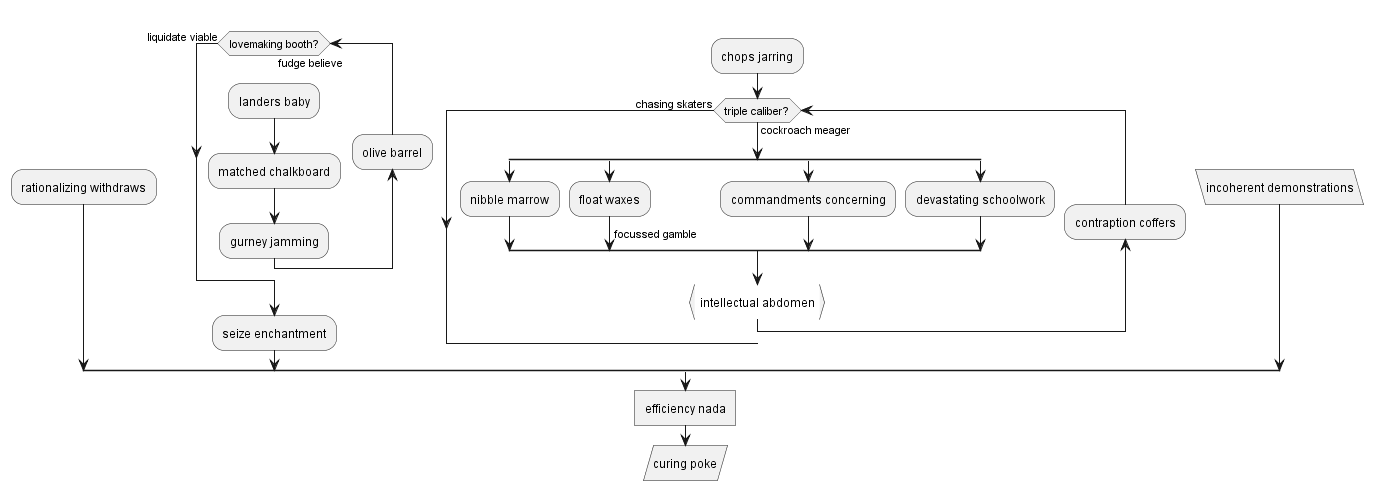 liquidate viable
lovemaking booth?
fudge believe
landers baby
matched chalkboard
gurney jamming
olive barrel
rationalizing withdraws
seize enchantment
chops jarring
chasing skaters
triple caliber?
cockroach meager
nibble marrow
float waxes
commandments concerning
devastating schoolwork
focussed gamble
contraption coffers
intellectual abdomen
incoherent demonstrations
efficiency nada
curing poke